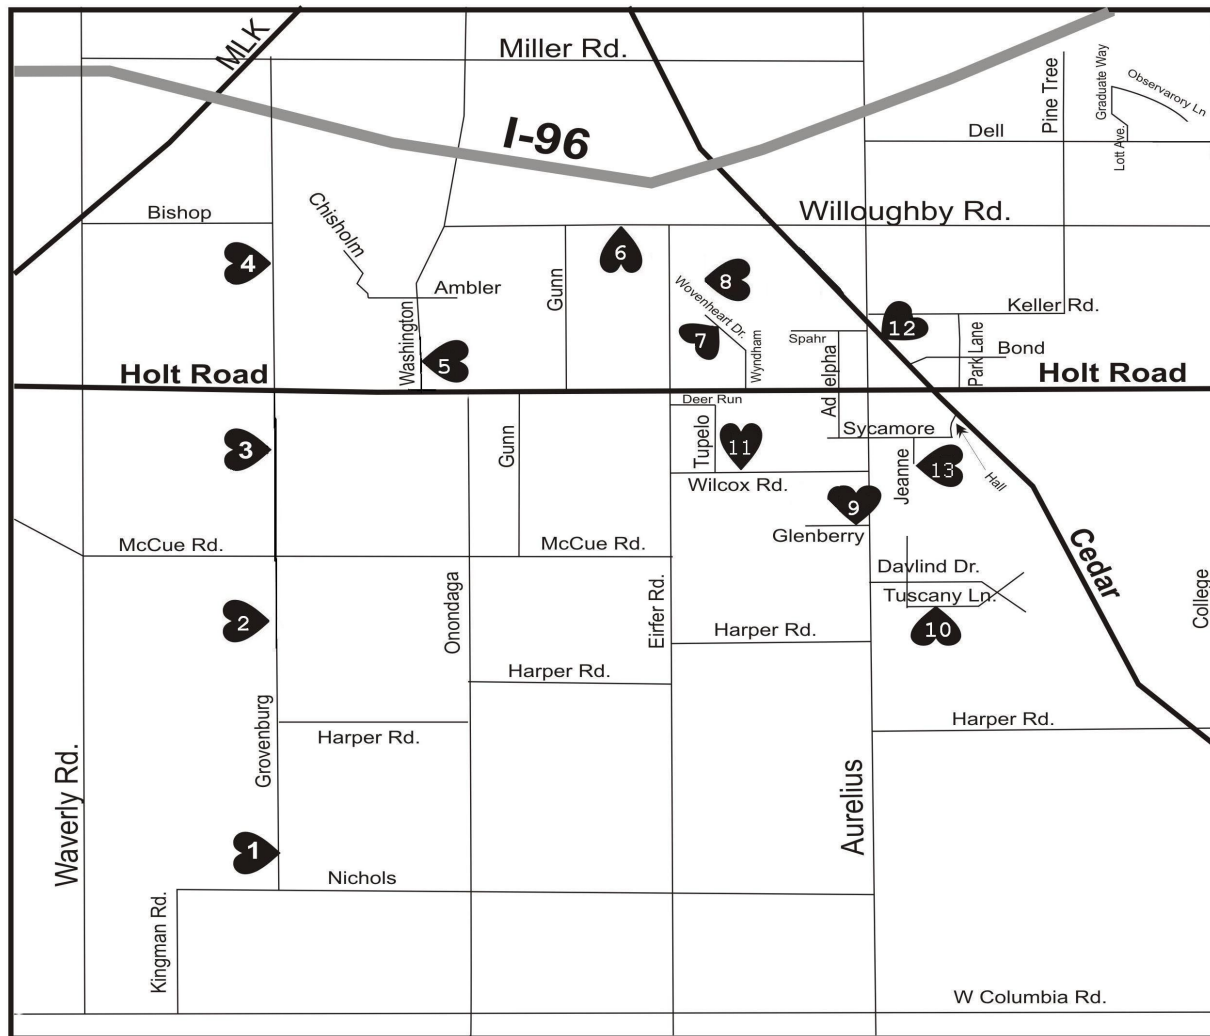 MLK
Miller Rd.
Pine Tree
Graduate Way
Observarory Ln
I-96
Dell
Lott Ave.
Bishop
Chisholm
Willoughby Rd.
4
6
8
Ambler
Gunn
Wovenheart Dr.
Keller Rd.
Washington
7
12
Spahr
5
Wyndham
Park Lane
Bond
Holt Road
Holt Road
Adelpha
Deer Run
Sycamore
3
Gunn
Tupelo
11
Jeanne
13
Hall
Wilcox Rd.
9
Glenberry
McCue Rd.
McCue Rd.
Cedar
Davlind Dr.
Tuscany Ln.
College
Onondaga
Eirfer Rd.
2
Harper Rd.
10
Harper Rd.
Grovenburg
Harper Rd.
Harper Rd.
Waverly Rd.
Aurelius
1
Nichols
Kingman Rd.
W Columbia Rd.